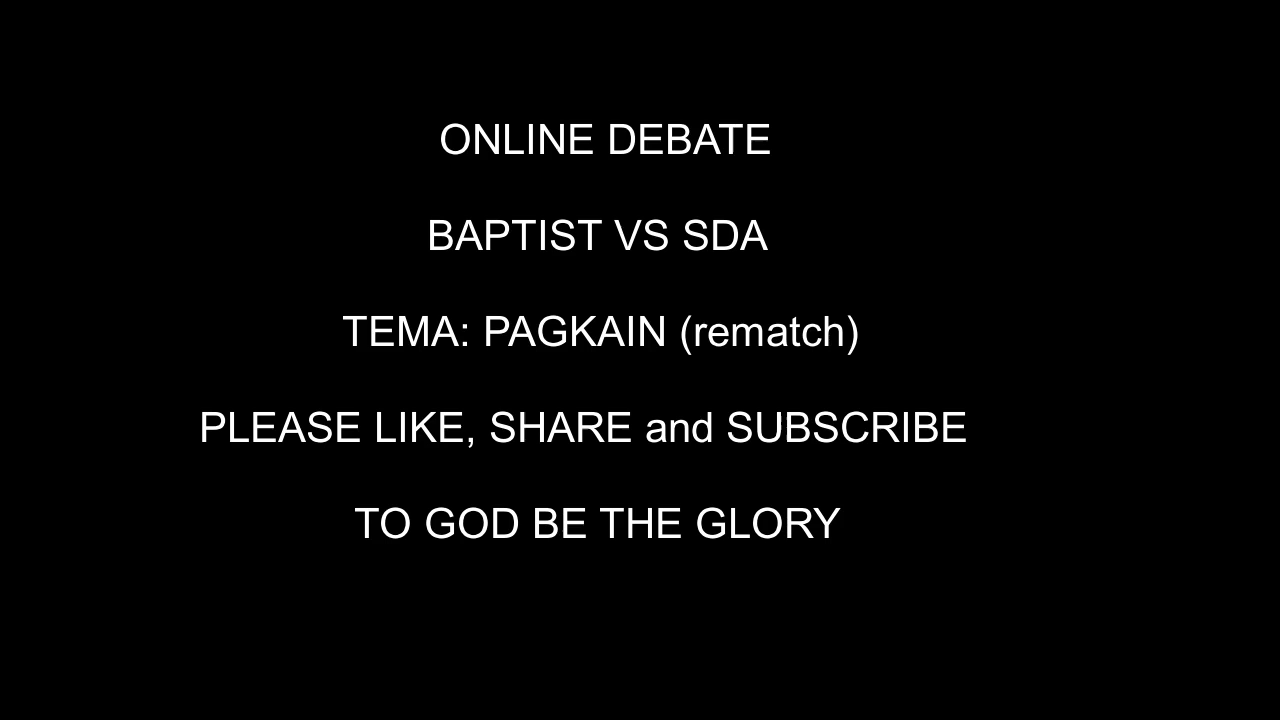 ONLINE DEBATE
BAPTIST VS SDA
TEMA: PAGKAIN (rematch)
PLEASE LIKE, SHARE and SUBSCRIBE
TO GOD BE THE GLORY